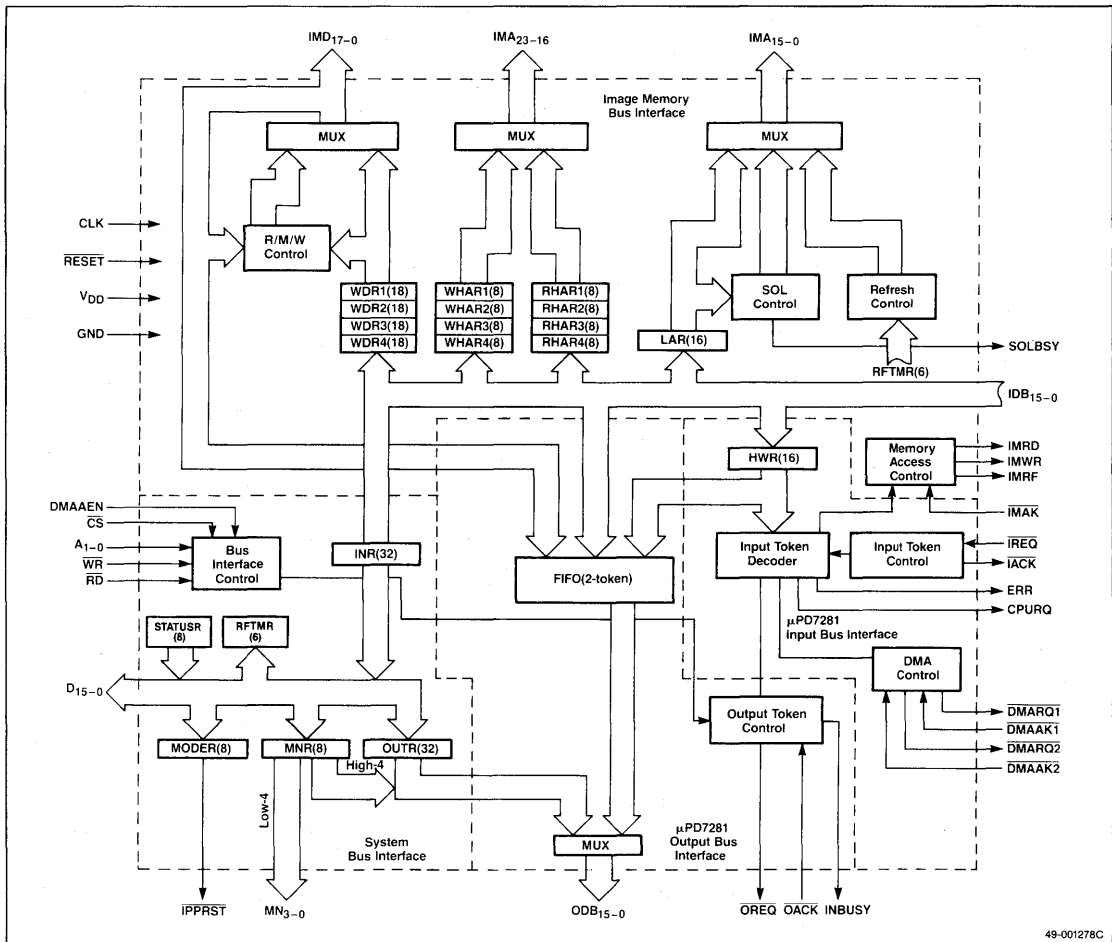 IMD17–0
IMA23–16
IMA15–0
Image Memory
Bus Interface
MUX
MUX
MUX
CLK
RESET
VDD
GND
R/M/W
Control
WDR1(18)
WDR2(18)
WDR3(18)
WDR4(18)
WHAR1(8)
WHAR2(8)
WHAR3(8)
WHAR4(8)
RHAR1(8)
RHAR2(8)
RHAR3(8)
RHAR4(8)
LAR(16)
SOL
Control
Refresh
Control
RFTMR(6)
SOLBSY
IDB15–0
HWR(16)
Memory
Access
Control
IMRD
IMWR
IMRF
IMAK
DMAAEN
CS
A1–0
WR
RD
Bus
Interface
Control
INR(32)
FIFO(2-token)
Input Token
Decoder
Input Token
Control
IREQ
IACK
ERR
CPURQ
μPD7281
Input Bus Interface
STATUSR
(8)
RFTMR
(6)
D15–0
DMA
Control
DMARQ1
DMAAK1
DMARQ2
DMAAK2
Output Token
Control
MODER(8)
MNR(8)
OUTR(32)
High-4
Low-4
System
Bus Interface
MUX
μPD7281
Output Bus
Interface
IPPRST
MN3–0
ODB15–0
OREQ
OACK
INBUSY
49-001278C